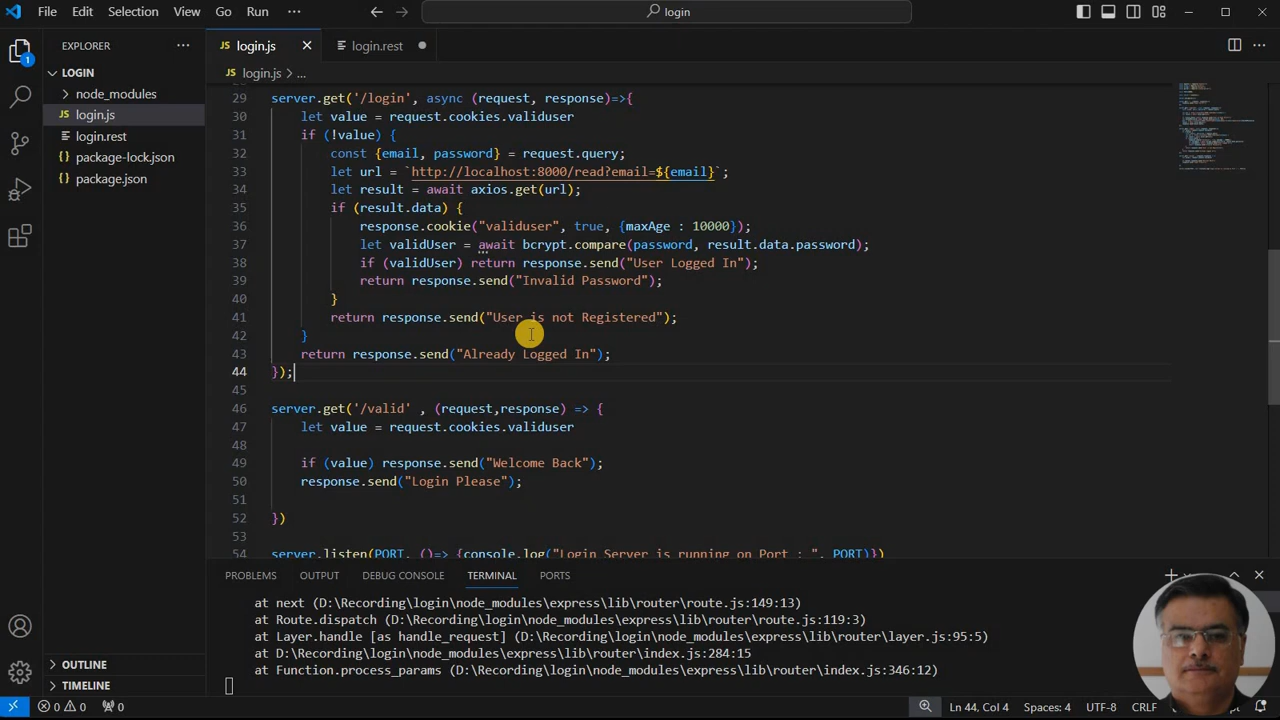 File Edit Selection View Go Run ··· login
EXPLORER ··· JS login.js login.rest
LOGIN JS login.js > ...
node_modules
JS login.js
login.rest
package-lock.json
package.json
1
29 server.get('/login', async (request, response)=>{
30 let value = request.cookies.validuser
31 if (!value) {
32 const {email, password} = request.query;
33 let url = `http://localhost:8000/read?email=${email}`;
34 let result = await axios.get(url);
35 if (result.data) {
36 response.cookie("validuser", true, {maxAge : 10000});
37 let validUser = await bcrypt.compare(password, result.data.password);
38 if (validUser) return response.send("User Logged In");
39 return response.send("Invalid Password");
40 }
41 return response.send("User is not Registered");
42 }
43 return response.send("Already Logged In");
44 });
45
46 server.get('/valid' , (request,response) => {
47 let value = request.cookies.validuser
48
49 if (value) response.send("Welcome Back");
50 response.send("Login Please");
51
52 })
53
54 server.listen(PORT, ()=> {console.log("Login Server is running on Port : ", PORT)})
PROBLEMS OUTPUT DEBUG CONSOLE TERMINAL PORTS
at next (D:\Recording\login\node_modules\express\lib\router\route.js:149:13)
at Route.dispatch (D:\Recording\login\node_modules\express\lib\router\route.js:119:3)
at Layer.handle [as handle_request] (D:\Recording\login\node_modules\express\lib\router\layer.js:95:5)
at D:\Recording\login\node_modules\express\lib\router\index.js:284:15
at Function.process_params (D:\Recording\login\node_modules\express\lib\router\index.js:346:12)
OUTLINE
TIMELINE
0 0 0 Ln 44, Col 4 Spaces: 4 UTF-8 CRLF